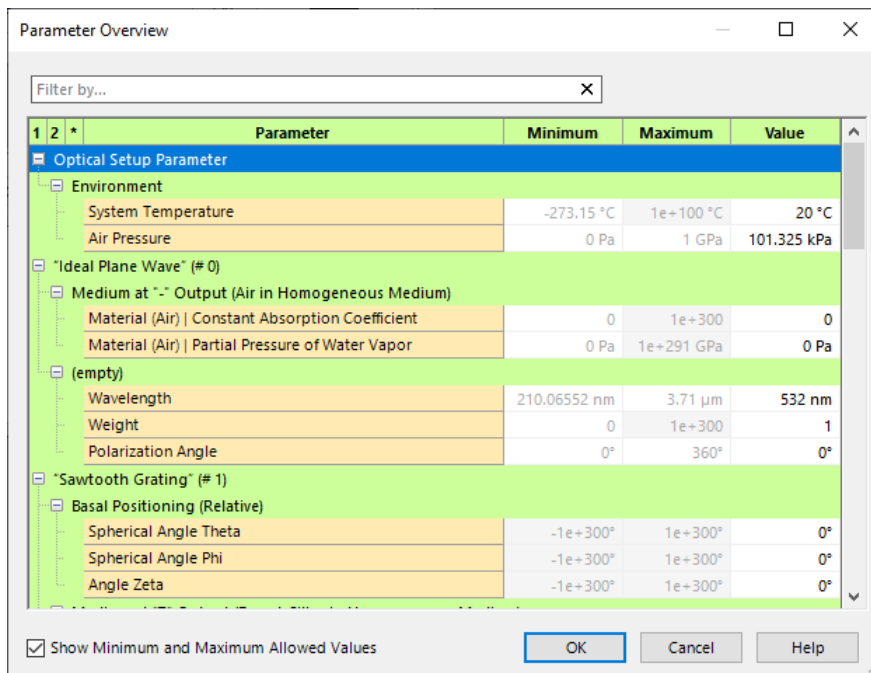 Parameter Overview
Filter by...
1 2 * Parameter Minimum Maximum Value
Optical Setup Parameter
Environment
System Temperature -273.15 °C 1e+100 °C 20 °C
Air Pressure 0 Pa 1 GPa 101.325 kPa
"Ideal Plane Wave" (# 0)
Medium at "-" Output (Air in Homogeneous Medium)
Material (Air) | Constant Absorption Coefficient 0 1e+300 0
Material (Air) | Partial Pressure of Water Vapor 0 Pa 1e+291 GPa 0 Pa
(empty)
Wavelength 210.06552 nm 3.71 µm 532 nm
Weight 0 1e+300 1
Polarization Angle 0° 360° 0°
"Sawtooth Grating" (# 1)
Basal Positioning (Relative)
Spherical Angle Theta -1e+300° 1e+300° 0°
Spherical Angle Phi -1e+300° 1e+300° 0°
Angle Zeta -1e+300° 1e+300° 0°
Show Minimum and Maximum Allowed Values
OK Cancel Help